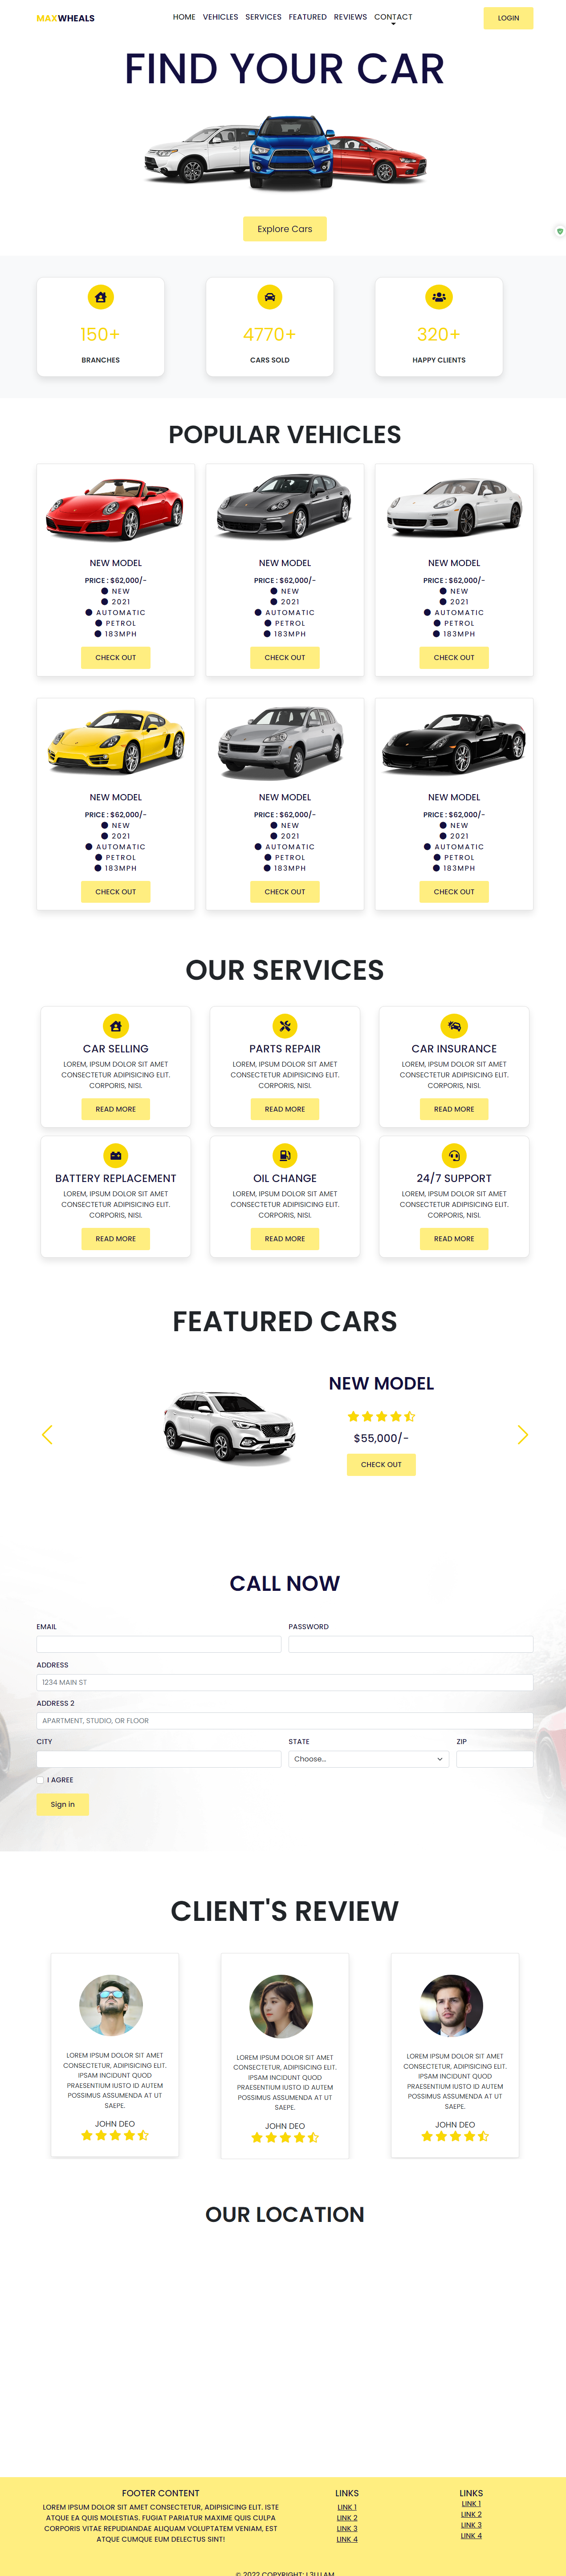 MAXWHEALS
HOME VEHICLES SERVICES FEATURED REVIEWS CONTACT
LOGIN
FIND YOUR CAR
Explore Cars
150+
BRANCHES
4770+
CARS SOLD
320+
HAPPY CLIENTS
POPULAR VEHICLES
NEW MODEL
PRICE : $62,000/-
NEW
2021
AUTOMATIC
PETROL
183MPH
CHECK OUT
NEW MODEL
PRICE : $62,000/-
NEW
2021
AUTOMATIC
PETROL
183MPH
CHECK OUT
NEW MODEL
PRICE : $62,000/-
NEW
2021
AUTOMATIC
PETROL
183MPH
CHECK OUT
NEW MODEL
PRICE : $62,000/-
NEW
2021
AUTOMATIC
PETROL
183MPH
CHECK OUT
NEW MODEL
PRICE : $62,000/-
NEW
2021
AUTOMATIC
PETROL
183MPH
CHECK OUT
NEW MODEL
PRICE : $62,000/-
NEW
2021
AUTOMATIC
PETROL
183MPH
CHECK OUT
OUR SERVICES
CAR SELLING
LOREM, IPSUM DOLOR SIT AMET
CONSECTETUR ADIPISICING ELIT.
CORPORIS, NISI.
READ MORE
PARTS REPAIR
LOREM, IPSUM DOLOR SIT AMET
CONSECTETUR ADIPISICING ELIT.
CORPORIS, NISI.
READ MORE
CAR INSURANCE
LOREM, IPSUM DOLOR SIT AMET
CONSECTETUR ADIPISICING ELIT.
CORPORIS, NISI.
READ MORE
BATTERY REPLACEMENT
LOREM, IPSUM DOLOR SIT AMET
CONSECTETUR ADIPISICING ELIT.
CORPORIS, NISI.
READ MORE
OIL CHANGE
LOREM, IPSUM DOLOR SIT AMET
CONSECTETUR ADIPISICING ELIT.
CORPORIS, NISI.
READ MORE
24/7 SUPPORT
LOREM, IPSUM DOLOR SIT AMET
CONSECTETUR ADIPISICING ELIT.
CORPORIS, NISI.
READ MORE
FEATURED CARS
NEW MODEL
$55,000/-
CHECK OUT
CALL NOW
EMAIL
PASSWORD
ADDRESS
1234 MAIN ST
ADDRESS 2
APARTMENT, STUDIO, OR FLOOR
CITY
STATE
ZIP
Choose...
I AGREE
Sign in
CLIENT'S REVIEW
LOREM IPSUM DOLOR SIT AMET
CONSECTETUR, ADIPISICING ELIT.
IPSAM INCIDUNT QUOD
PRAESENTIUM IUSTO ID AUTEM
POSSIMUS ASSUMENDA AT UT
SAEPE.
JOHN DEO
LOREM IPSUM DOLOR SIT AMET
CONSECTETUR, ADIPISICING ELIT.
IPSAM INCIDUNT QUOD
PRAESENTIUM IUSTO ID AUTEM
POSSIMUS ASSUMENDA AT UT
SAEPE.
JOHN DEO
LOREM IPSUM DOLOR SIT AMET
CONSECTETUR, ADIPISICING ELIT.
IPSAM INCIDUNT QUOD
PRAESENTIUM IUSTO ID AUTEM
POSSIMUS ASSUMENDA AT UT
SAEPE.
JOHN DEO
OUR LOCATION
FOOTER CONTENT
LOREM IPSUM DOLOR SIT AMET CONSECTETUR, ADIPISICING ELIT. ISTE
ATQUE EA QUIS MOLESTIAS. FUGIAT PARIATUR MAXIME QUIS CULPA
CORPORIS VITAE REPUDIANDAE ALIQUAM VOLUPTATEM VENIAM, EST
ATQUE CUMQUE EUM DELECTUS SINT!
LINKS
LINK 1
LINK 2
LINK 3
LINK 4
LINKS
LINK 1
LINK 2
LINK 3
LINK 4
© 2022 COPYRIGHT: